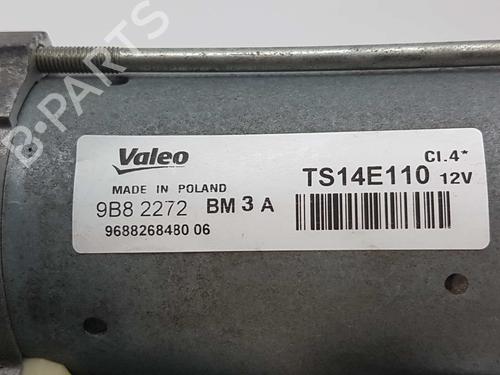 B-PARTS
Valeo
MADE IN POLAND
9B8 2272 BM 3 A
9688268480 06
Cl.4*
TS14E110 12V